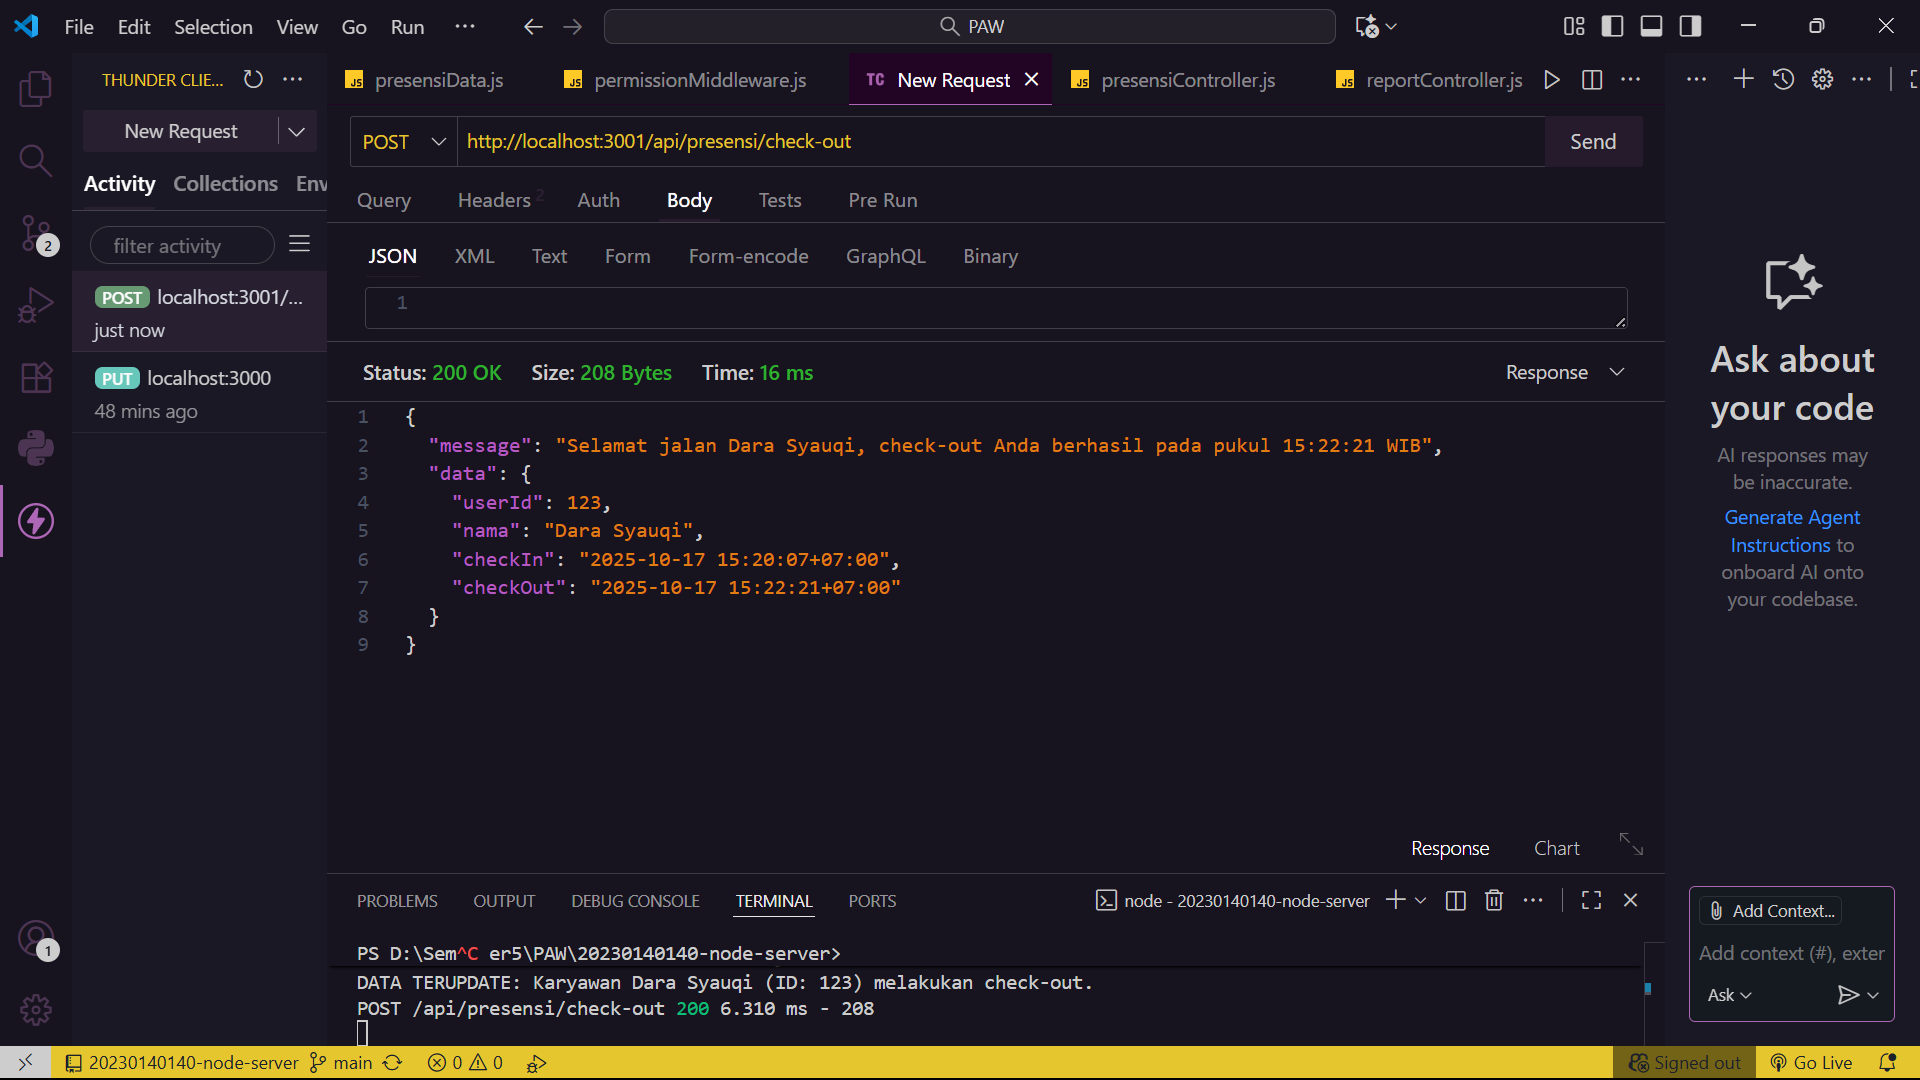 File Edit Selection View Go Run ··· PAW
THUNDER CLIE... ···
presensiData.js permissionMiddleware.js TC New Request presensiController.js reportController.js ··· ··· ···
New Request
POST http://localhost:3001/api/presensi/check-out Send
Activity Collections Env
Query Headers 2 Auth Body Tests Pre Run
filter activity
JSON XML Text Form Form-encode GraphQL Binary
1
POST localhost:3001/...
just now
PUT localhost:3000
48 mins ago
2
Status: 200 OK Size: 208 Bytes Time: 16 ms Response
1 {
2 "message": "Selamat jalan Dara Syauqi, check-out Anda berhasil pada pukul 15:22:21 WIB",
3 "data": {
4 "userId": 123,
5 "nama": "Dara Syauqi",
6 "checkIn": "2025-10-17 15:20:07+07:00",
7 "checkOut": "2025-10-17 15:22:21+07:00"
8 }
9 }
Response Chart
Ask about
your code
AI responses may
be inaccurate.
Generate Agent
Instructions to
onboard AI onto
your codebase.
PROBLEMS OUTPUT DEBUG CONSOLE TERMINAL PORTS node - 20230140140-node-server ···
PS D:\Sem^C er5\PAW\20230140140-node-server>
DATA TERUPDATE: Karyawan Dara Syauqi (ID: 123) melakukan check-out.
POST /api/presensi/check-out 200 6.310 ms - 208
Add Context...
Add context (#), exter
Ask
1
20230140140-node-server main 0 0 Signed out Go Live